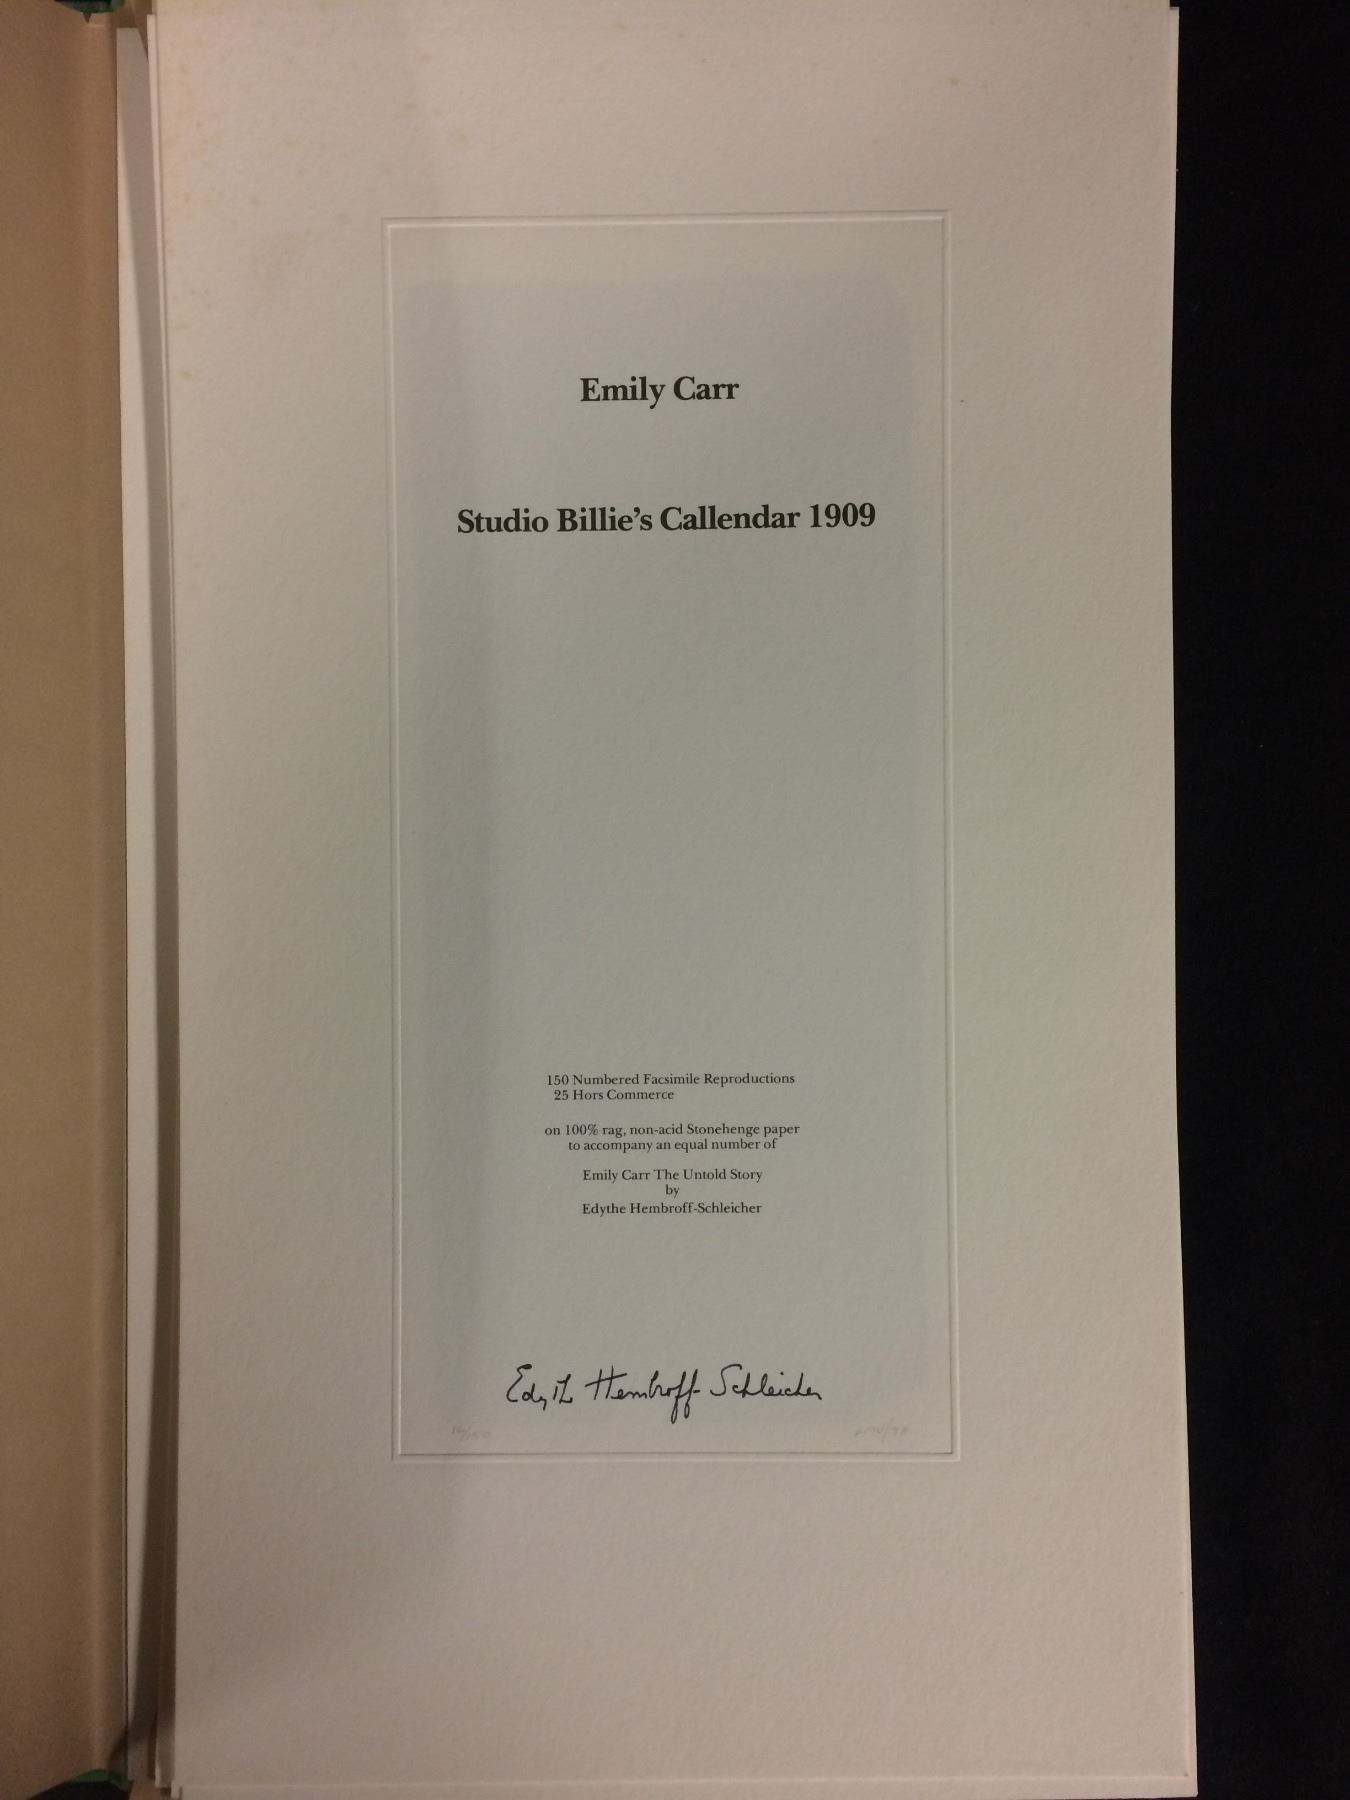 Emily Carr
Studio Billie's Callendar 1909
150 Numbered Facsimile Reproductions
25 Hors Commerce
on 100% rag, non-acid Stonehenge paper
to accompany an equal number of
Emily Carr The Untold Story
by
Edythe Hembroff-Schleicher
Edythe Hembroff-Schleicher